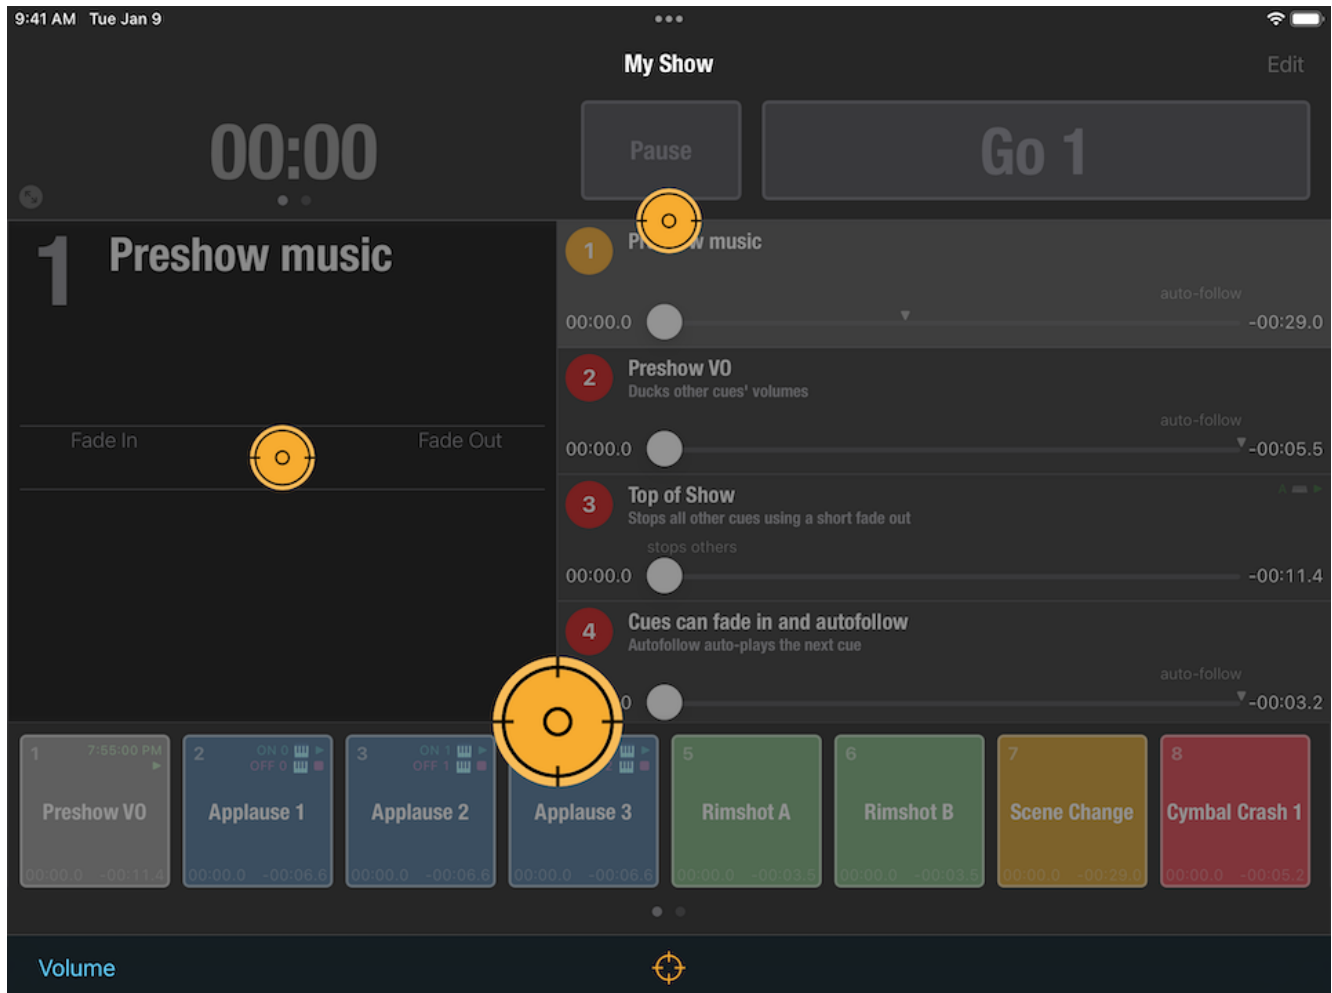 9:41 AM Tue Jan 9
My Show
Edit
00:00
Pause
Go 1
1
Preshow music
Fade In
Fade Out
1
music
auto-follow
00:00.0
-00:29.0
2
Preshow VO
Ducks other cues' volumes
auto-follow
00:00.0
-00:05.5
3
Top of Show
Stops all other cues using a short fade out
stops others
00:00.0
-00:11.4
4
Cues can fade in and autofollow
Autofollow auto-plays the next cue
auto-follow
-00:03.2
1
7:55:00 PM
Preshow VO
00:00.0 -00:11.4
2
ON 0
OFF 0
Applause 1
00:00.0 -00:06.6
3
ON 1
OFF 1
Applause 2
00:00.0 -00:06.6
Applause 3
00:00.0 -00:06.6
5
Rimshot A
00:00.0 -00:03.5
6
Rimshot B
00:00.0 -00:03.5
7
Scene Change
00:00.0 -00:29.0
8
Cymbal Crash 1
00:00.0 -00:05.2
Volume